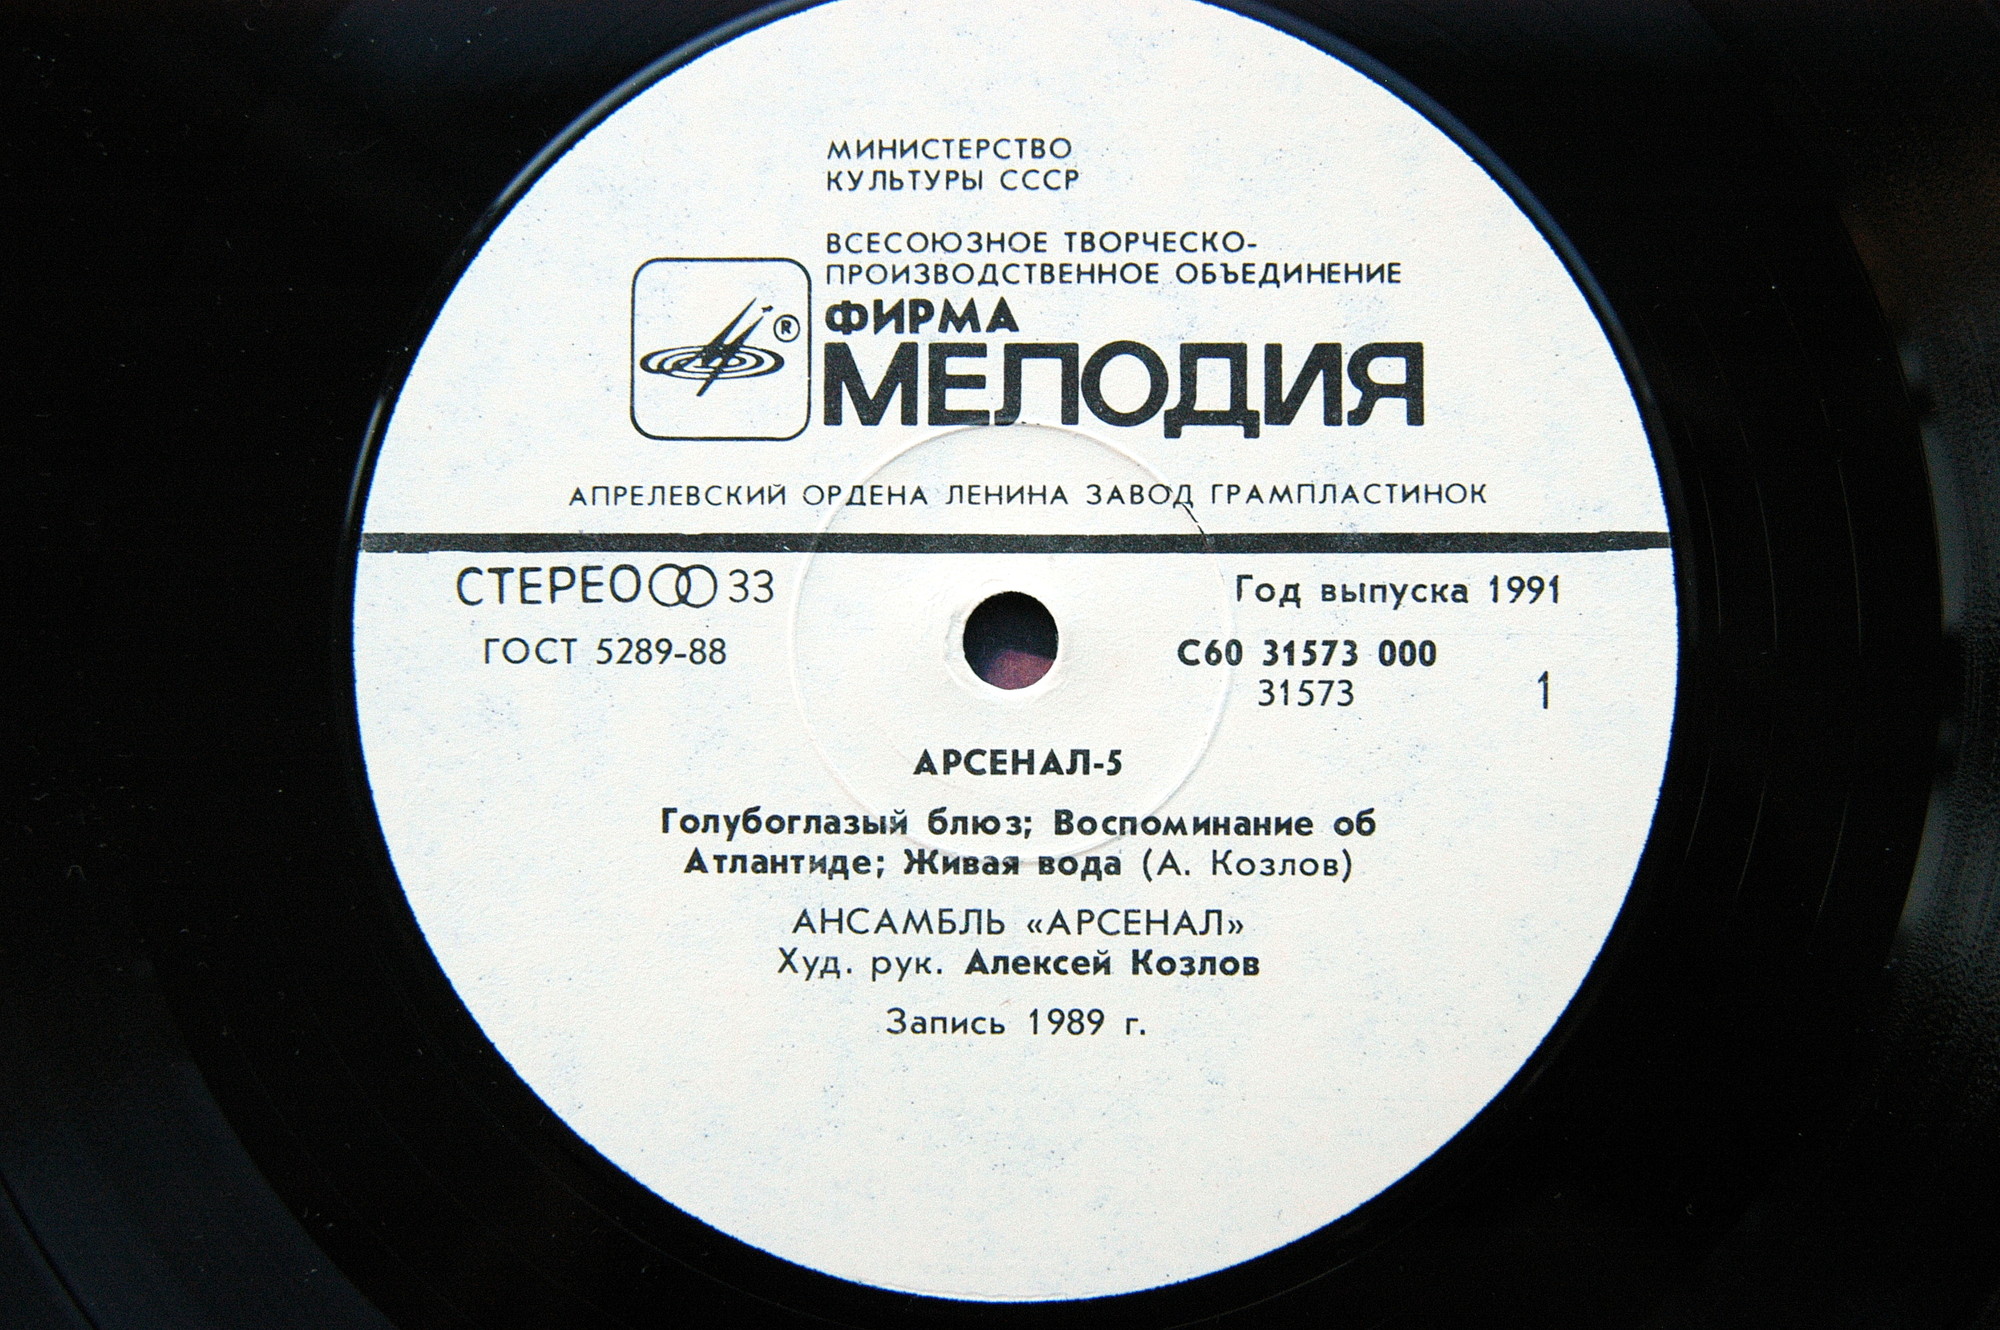 МИНИСТЕРСТВО
КУЛЬТУРЫ СССР
ВСЕСОЮЗНОЕ ТВОРЧЕСКО-
ПРОИЗВОДСТВЕННОЕ ОБЪЕДИНЕНИЕ
ФИРМА
®
МЕЛОДИЯ
АПРЕЛЕВСКИЙ ОРДЕНА ЛЕНИНА ЗАВОД ГРАМПЛАСТИНОК
СТЕРЕО 33
Год выпуска 1991
ГОСТ 5289-88
С60 31573 000
31573
1
АРСЕНАЛ-5
Голубоглазый блюз; Воспоминание об
Атлантиде; Живая вода (А. Козлов)
АНСАМБЛЬ «АРСЕНАЛ»
Худ. рук. Алексей Козлов
Запись 1989 г.